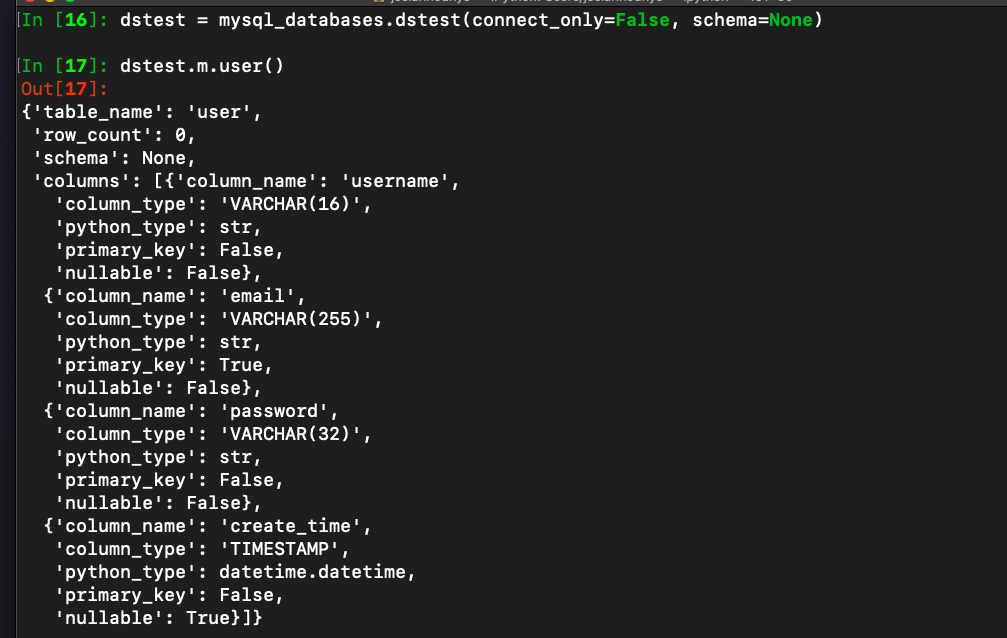 [In [16]: dstest = mysql_databases.dstest(connect_only=False, schema=None)
[In [17]: dstest.m.user()
Out[17]:
{'table_name': 'user',
 'row_count': 0,
 'schema': None,
 'columns': [{'column_name': 'username',
   'column_type': 'VARCHAR(16)',
   'python_type': str,
   'primary_key': False,
   'nullable': False},
  {'column_name': 'email',
   'column_type': 'VARCHAR(255)',
   'python_type': str,
   'primary_key': True,
   'nullable': False},
  {'column_name': 'password',
   'column_type': 'VARCHAR(32)',
   'python_type': str,
   'primary_key': False,
   'nullable': False},
  {'column_name': 'create_time',
   'column_type': 'TIMESTAMP',
   'python_type': datetime.datetime,
   'primary_key': False,
   'nullable': True}]}